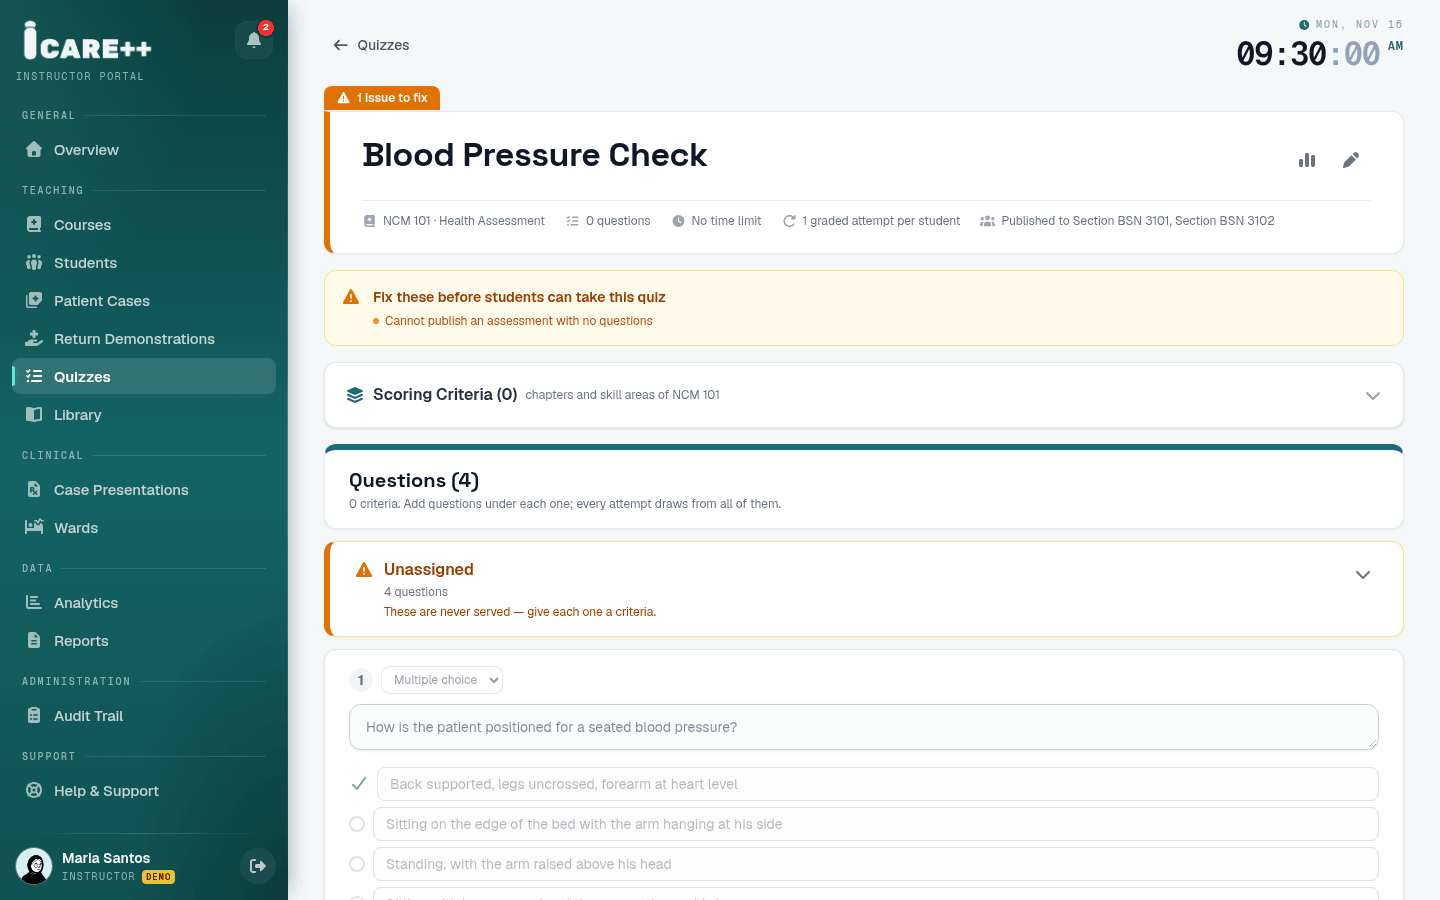 iCARE++
2
INSTRUCTOR PORTAL
GENERAL
Overview
TEACHING
Courses
Students
Patient Cases
Return Demonstrations
Quizzes
Library
CLINICAL
Case Presentations
Wards
DATA
Analytics
Reports
ADMINISTRATION
Audit Trail
SUPPORT
Help & Support
Maria Santos
INSTRUCTOR DEMO
Quizzes
MON, NOV 16
09:30:00 AM
1 issue to fix
Blood Pressure Check
NCM 101 · Health Assessment
0 questions
No time limit
1 graded attempt per student
Published to Section BSN 3101, Section BSN 3102
Fix these before students can take this quiz
Cannot publish an assessment with no questions
Scoring Criteria (0) chapters and skill areas of NCM 101
Questions (4)
0 criteria. Add questions under each one; every attempt draws from all of them.
Unassigned
4 questions
These are never served — give each one a criteria.
1 Multiple choice
How is the patient positioned for a seated blood pressure?
Back supported, legs uncrossed, forearm at heart level
Sitting on the edge of the bed with the arm hanging at his side
Standing, with the arm raised above his head